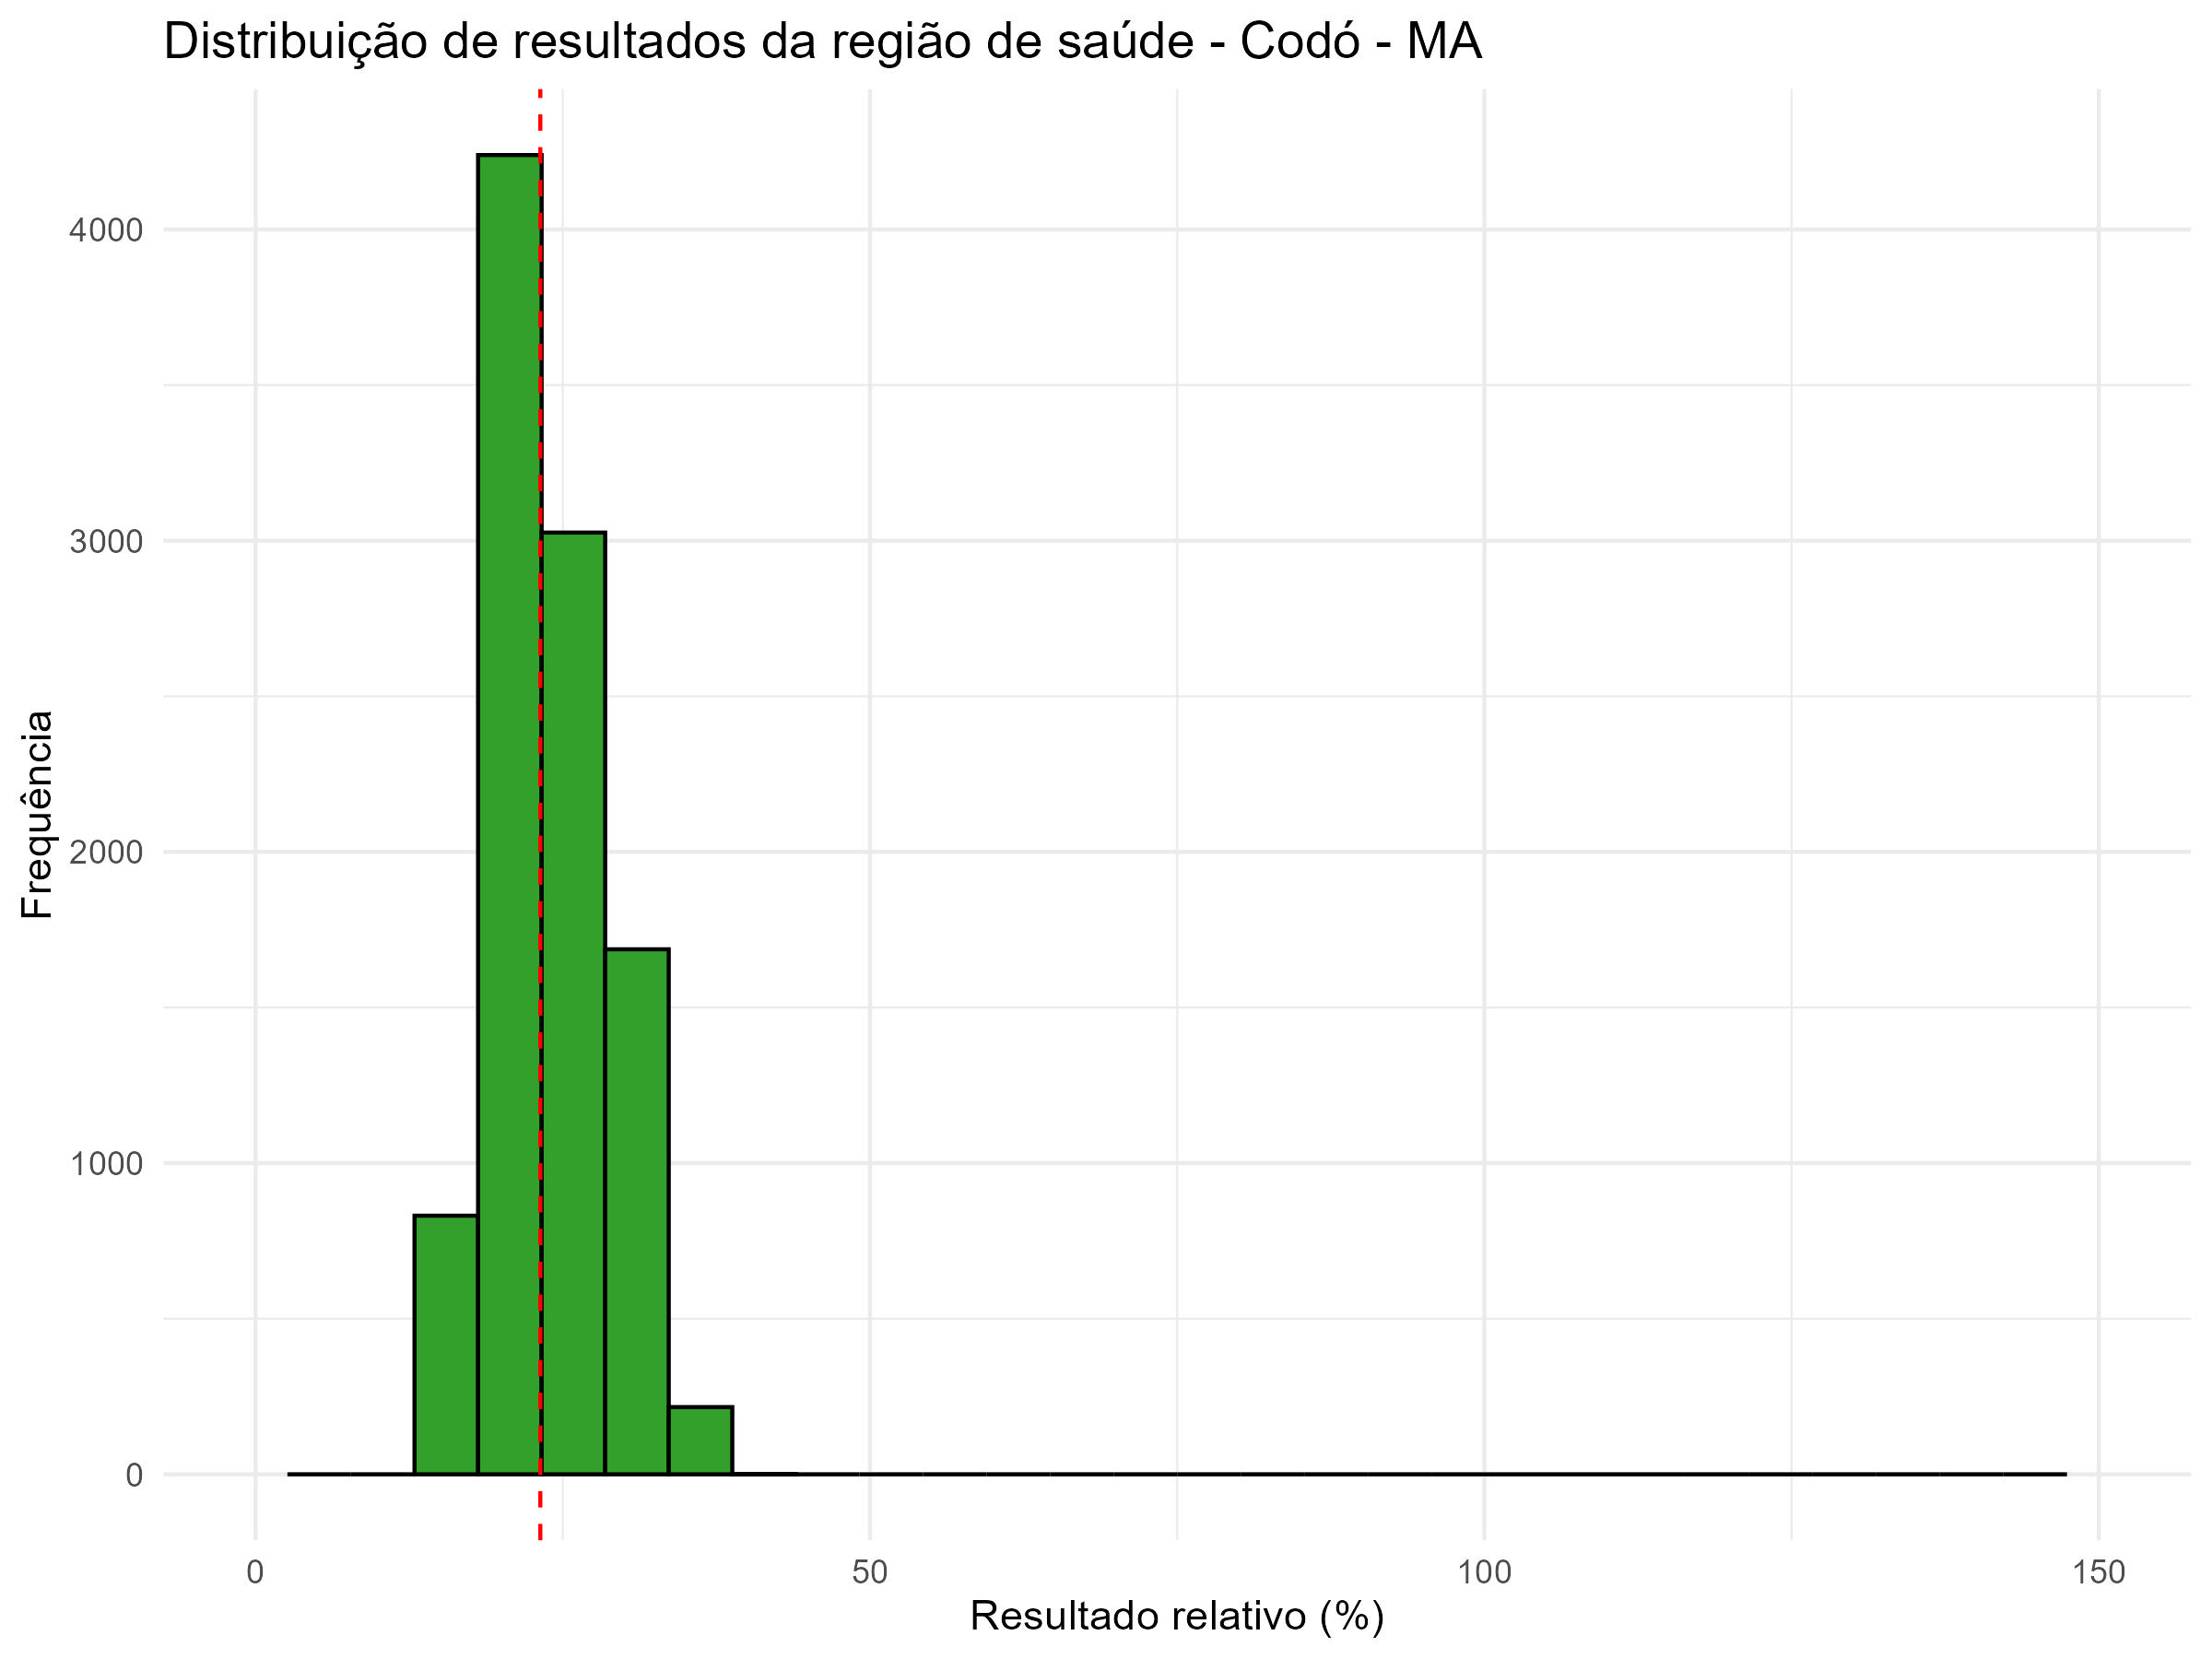 Distribuição de resultados da região de saúde - Codó - MA
Frequência
4000
3000
2000
1000
0
0 50 100 150
Resultado relativo (%)